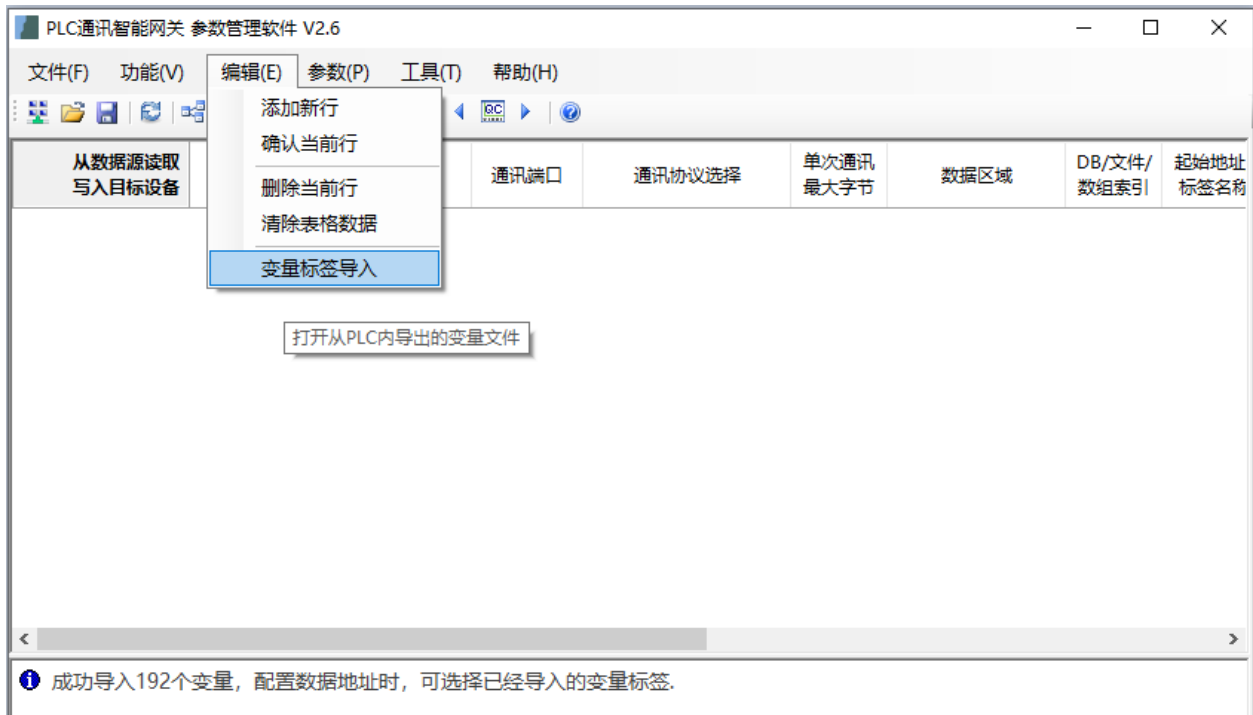 PLC通讯智能网关 参数管理软件 V2.6
文件(F) 功能(V) 编辑(E) 参数(P) 工具(T) 帮助(H)
添加新行
确认当前行
删除当前行
清除表格数据
变量标签导入
打开从PLC内导出的变量文件
QC
从数据源读取
写入目标设备
通讯端口
通讯协议选择
单次通讯
最大字节
数据区域
DB/文件/
数组索引
起始地址
标签名称
成功导入192个变量，配置数据地址时，可选择已经导入的变量标签.